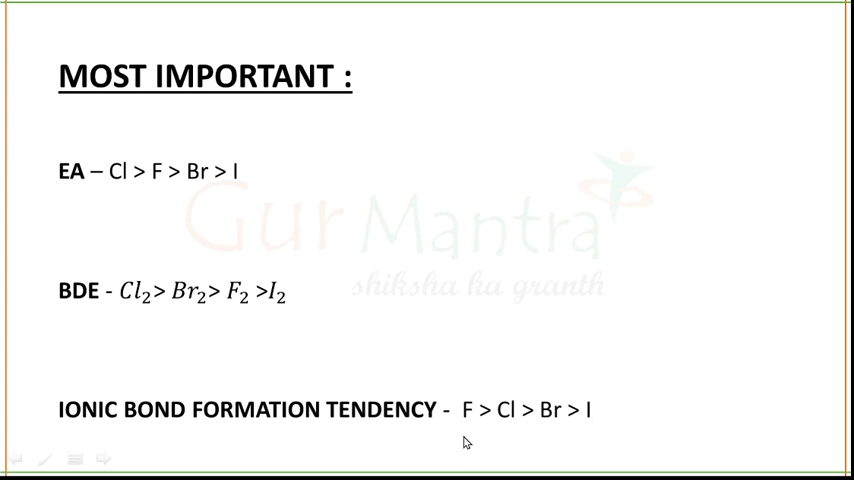 MOST IMPORTANT :
EA – Cl > F > Br > I
GurMantra
shiksha ka granth
BDE - Cl₂> Br₂> F₂ >I₂
IONIC BOND FORMATION TENDENCY - F > Cl > Br > I